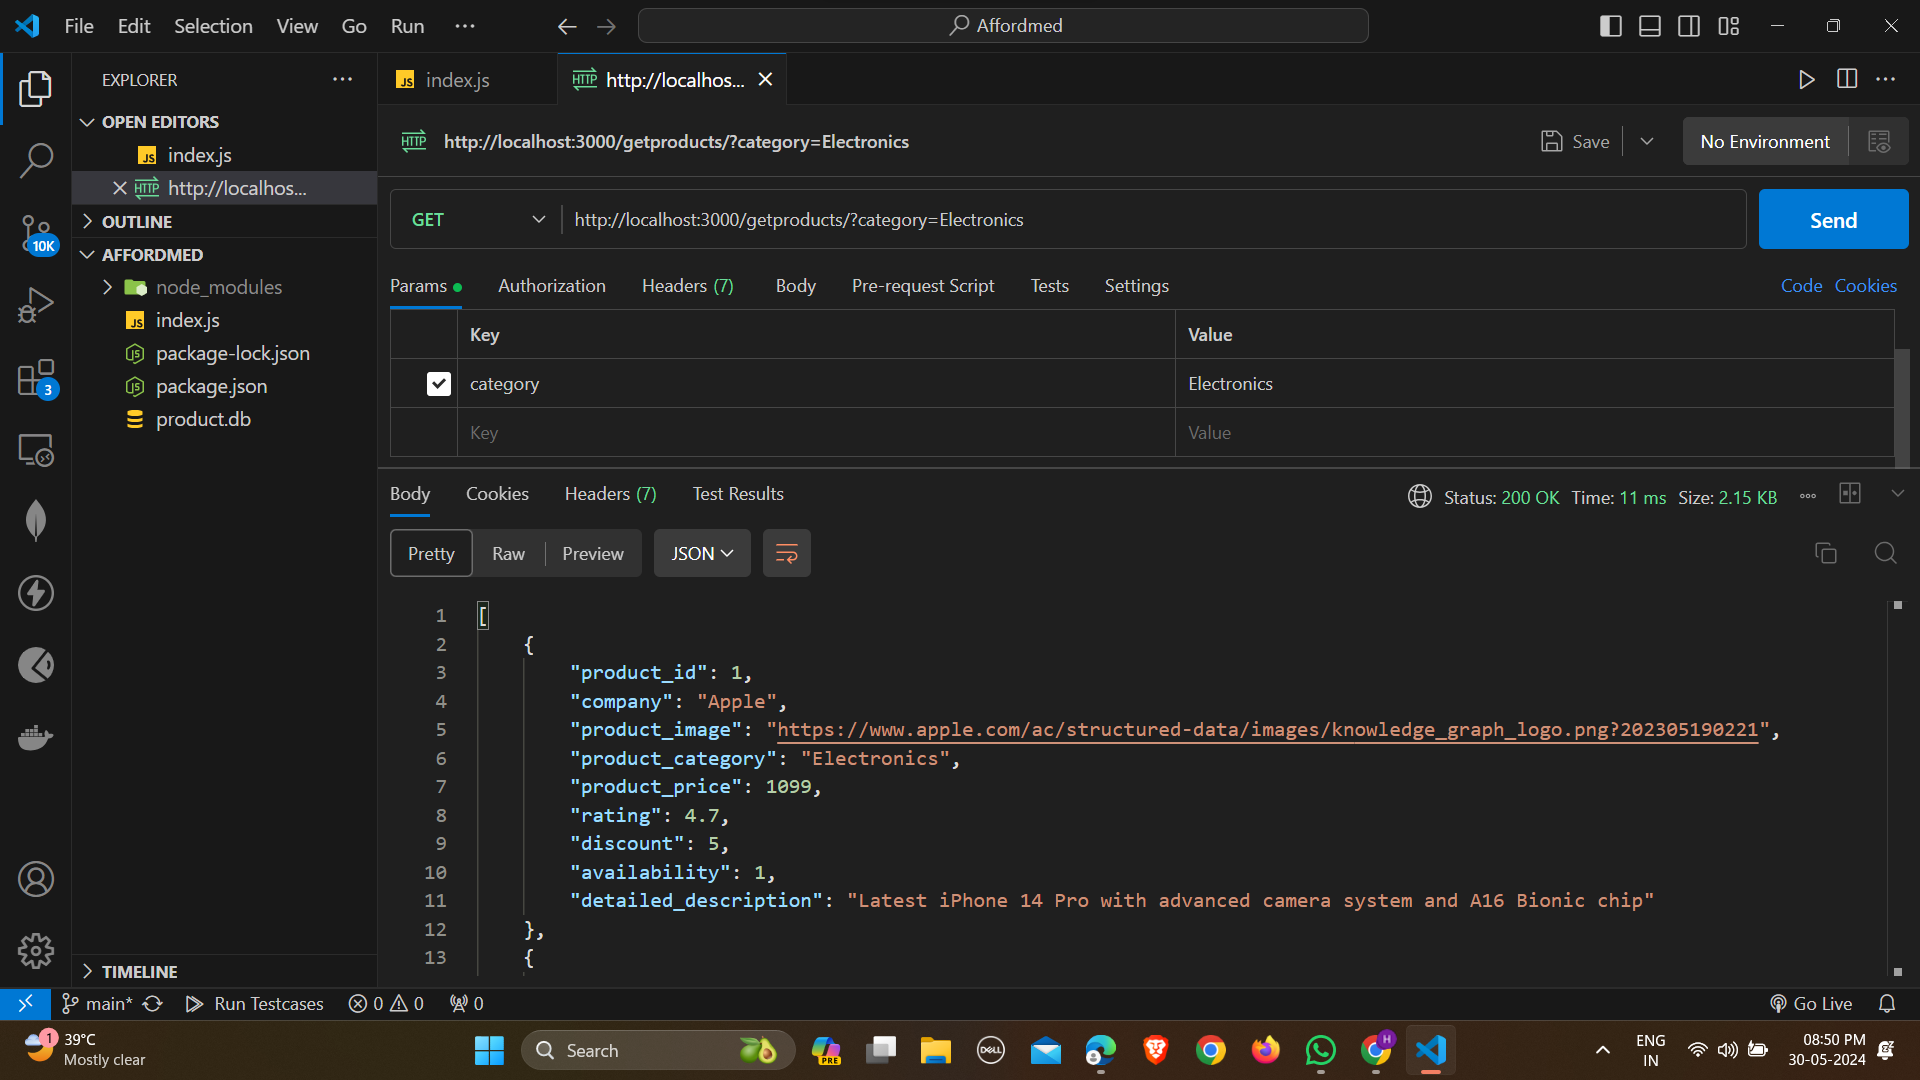 File Edit Selection View Go Run ···
Affordmed
EXPLORER
OPEN EDITORS
JS index.js
HTTP http://localhos...
OUTLINE
AFFORDMED
node_modules
JS index.js
package-lock.json
package.json
product.db
TIMELINE
10K
3
JS index.js
HTTP http://localhos...
HTTP http://localhost:3000/getproducts/?category=Electronics
Save
No Environment
GET http://localhost:3000/getproducts/?category=Electronics
Send
Params Authorization Headers (7) Body Pre-request Script Tests Settings Code Cookies
Key Value
category Electronics
Key Value
Body Cookies Headers (7) Test Results Status: 200 OK Time: 11 ms Size: 2.15 KB
Pretty Raw Preview JSON
1 [
2 {
3 "product_id": 1,
4 "company": "Apple",
5 "product_image": "https://www.apple.com/ac/structured-data/images/knowledge_graph_logo.png?202305190221",
6 "product_category": "Electronics",
7 "product_price": 1099,
8 "rating": 4.7,
9 "discount": 5,
10 "availability": 1,
11 "detailed_description": "Latest iPhone 14 Pro with advanced camera system and A16 Bionic chip"
12 },
13 {
main* Run Testcases 0 0 0 Go Live
1
39°C
Mostly clear
Search
PRE
DELL
H
ENG
IN
08:50 PM
30-05-2024